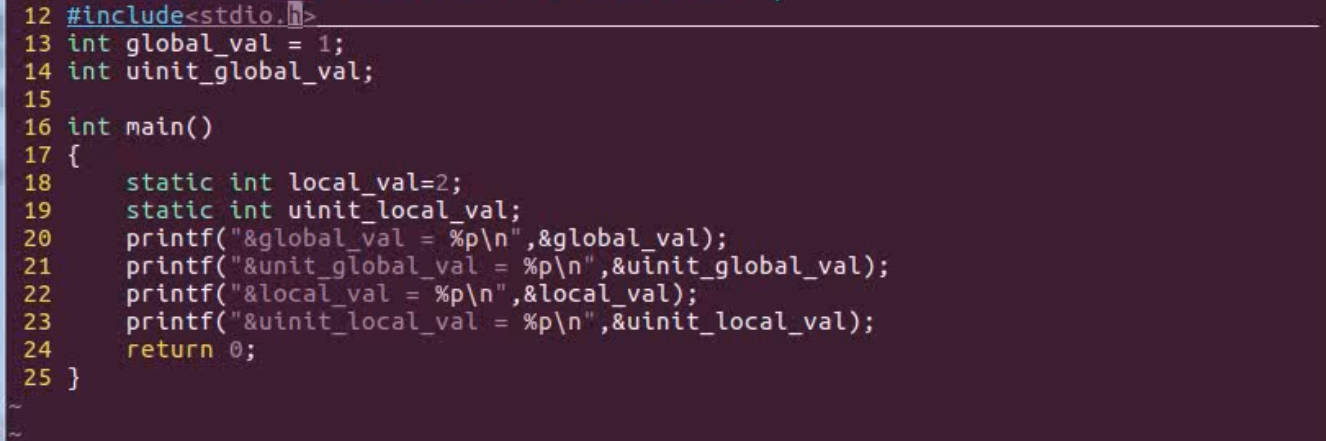 12 #include<stdio.h>
13 int global_val = 1;
14 int uinit_global_val;
15
16 int main()
17 {
18     static int local_val=2;
19     static int uinit_local_val;
20     printf("&global_val = %p\n",&global_val);
21     printf("&unit_global_val = %p\n",&uinit_global_val);
22     printf("&local_val = %p\n",&local_val);
23     printf("&uinit_local_val = %p\n",&uinit_local_val);
24     return 0;
25 }
~
~